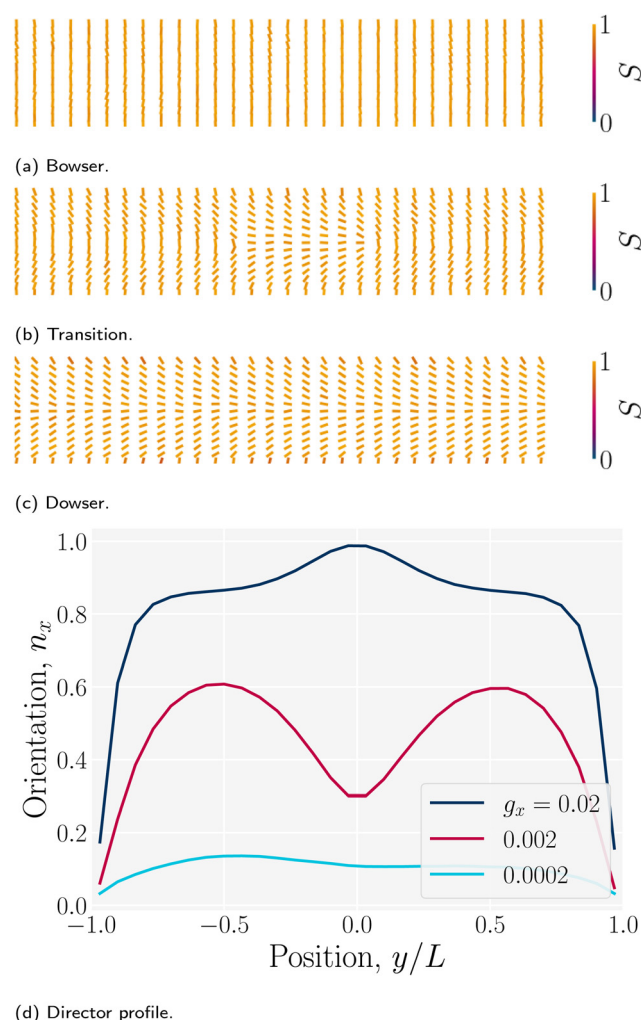 1
S
0
(a) Bowser.
1
S
0
(b) Transition.
1
S
0
(c) Dowser.
1.0
0.8
0.6
0.4
0.2
0.0
Orientation, nₓ
gₓ = 0.02
0.002
0.0002
−1.0 −0.5 0.0 0.5 1.0
Position, y/L
(d) Director profile.